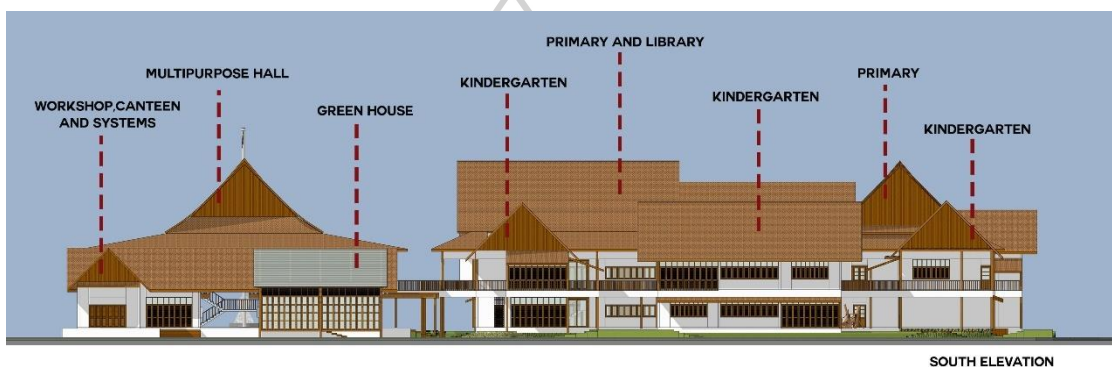 PRIMARY AND LIBRARY
MULTIPURPOSE HALL
KINDERGARTEN
PRIMARY
WORKSHOP,CANTEEN
AND SYSTEMS
GREEN HOUSE
KINDERGARTEN
KINDERGARTEN
SOUTH ELEVATION